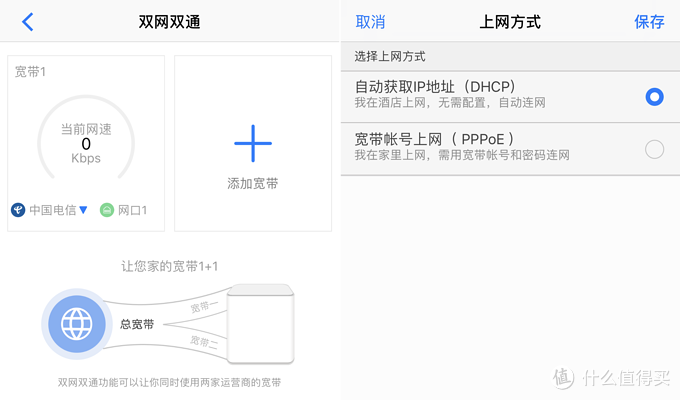 双网双通
宽带1
当前网速
0
Kbps
中国电信
网口1
添加宽带
让您家的宽带1+1
宽带一
总宽带
宽带二
双网双通功能可以让你同时使用两家运营商的宽带
取消
上网方式
保存
选择上网方式
自动获取IP地址（DHCP）
我在酒店上网，无需配置，自动连网
宽带帐号上网（ PPPoE ）
我在家里上网，需用宽带帐号和密码连网
值 什么值得买